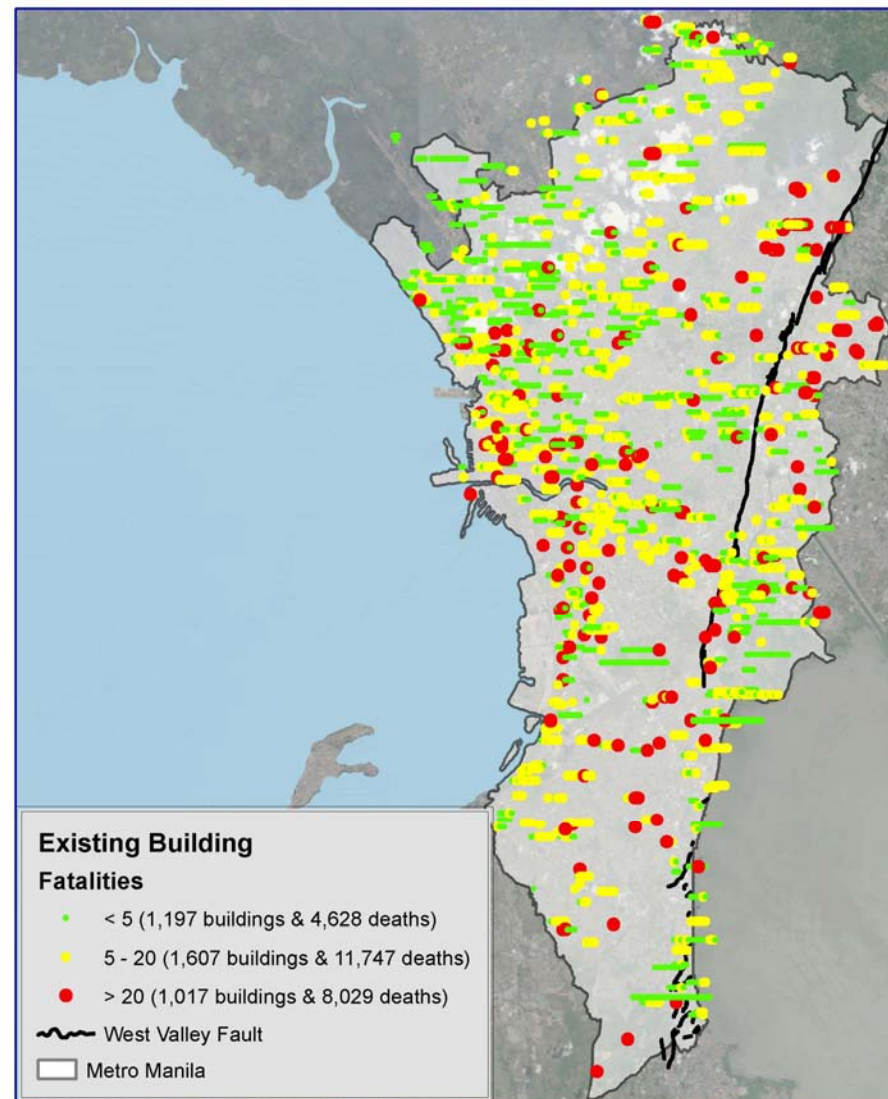 Existing Building
Fatalities
< 5 (1,197 buildings & 4,628 deaths)
5 - 20 (1,607 buildings & 11,747 deaths)
> 20 (1,017 buildings & 8,029 deaths)
West Valley Fault
Metro Manila